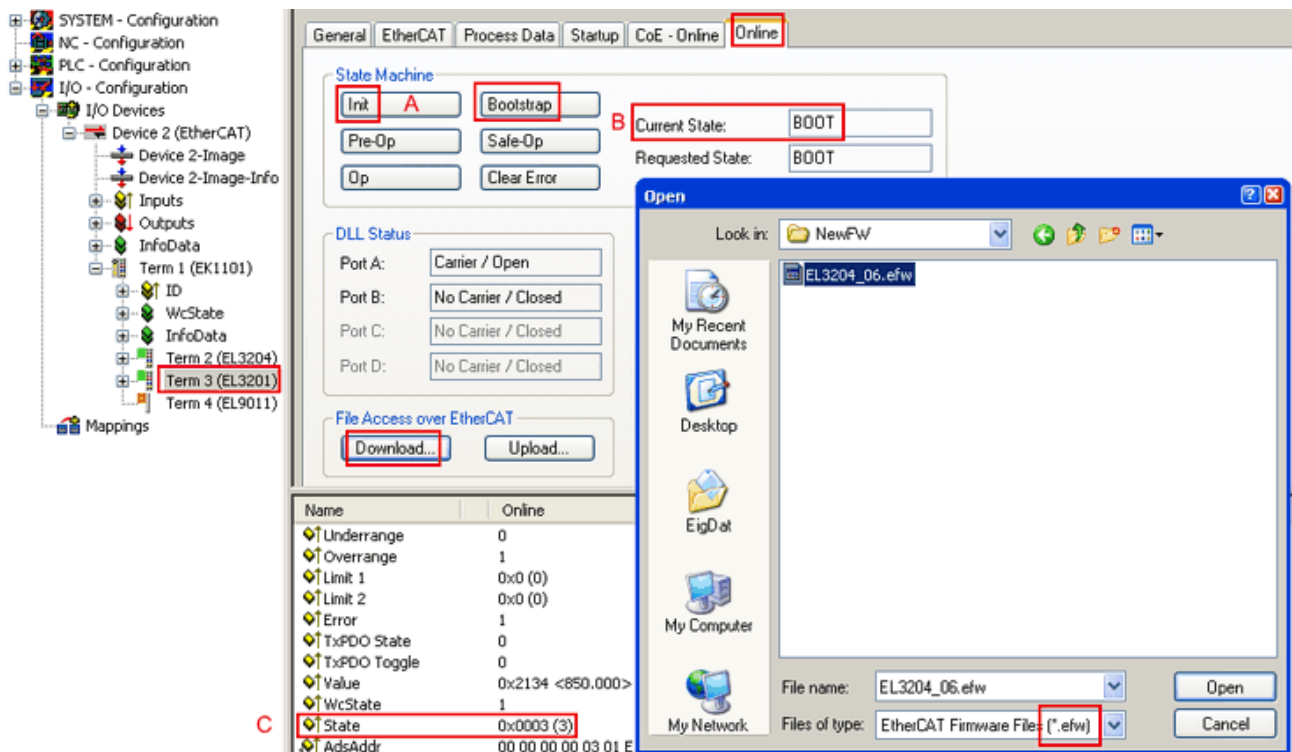 SYSTEM - Configuration
NC - Configuration
PLC - Configuration
I/O - Configuration
I/O Devices
Device 2 (EtherCAT)
Device 2-Image
Device 2-Image-Info
Inputs
Outputs
InfoData
Term 1 (EK1101)
ID
WcState
InfoData
Term 2 (EL3204)
Term 3 (EL3201)
Term 4 (EL9011)
Mappings
General EtherCAT Process Data Startup CoE - Online Online
State Machine
Init A Bootstrap
Pre-Op Safe-Op
Op Clear Error
B Current State: BOOT
Requested State: BOOT
DLL Status
Port A: Carrier / Open
Port B: No Carrier / Closed
Port C: No Carrier / Closed
Port D: No Carrier / Closed
File Access over EtherCAT
Download... Upload...
Name Online
Underrange 0
Overrange 1
Limit 1 0x0 (0)
Limit 2 0x0 (0)
Error 1
TxPDO State 0
TxPDO Toggle 0
Value 0x2134 <850.000>
WcState 1
C State 0x0003 (3)
AdsAddr 00 00 00 00 03 01 E
Open
Look in: NewFW
EL3204_06.efw
My Recent
Documents
Desktop
EigDat
My Computer
My Network
File name: EL3204_06.efw Open
Files of type: EtherCAT Firmware Files (*.efw) Cancel